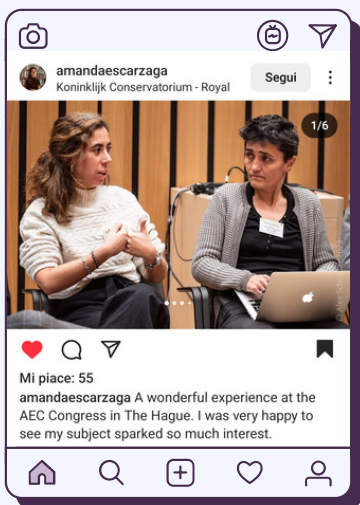 amandaescarzaga
Koninklijk Conservatorium - Royal
Segui
1/6
Mi piace: 55
amandaescarzaga A wonderful experience at the
AEC Congress in The Hague. I was very happy to
see my subject sparked so much interest.